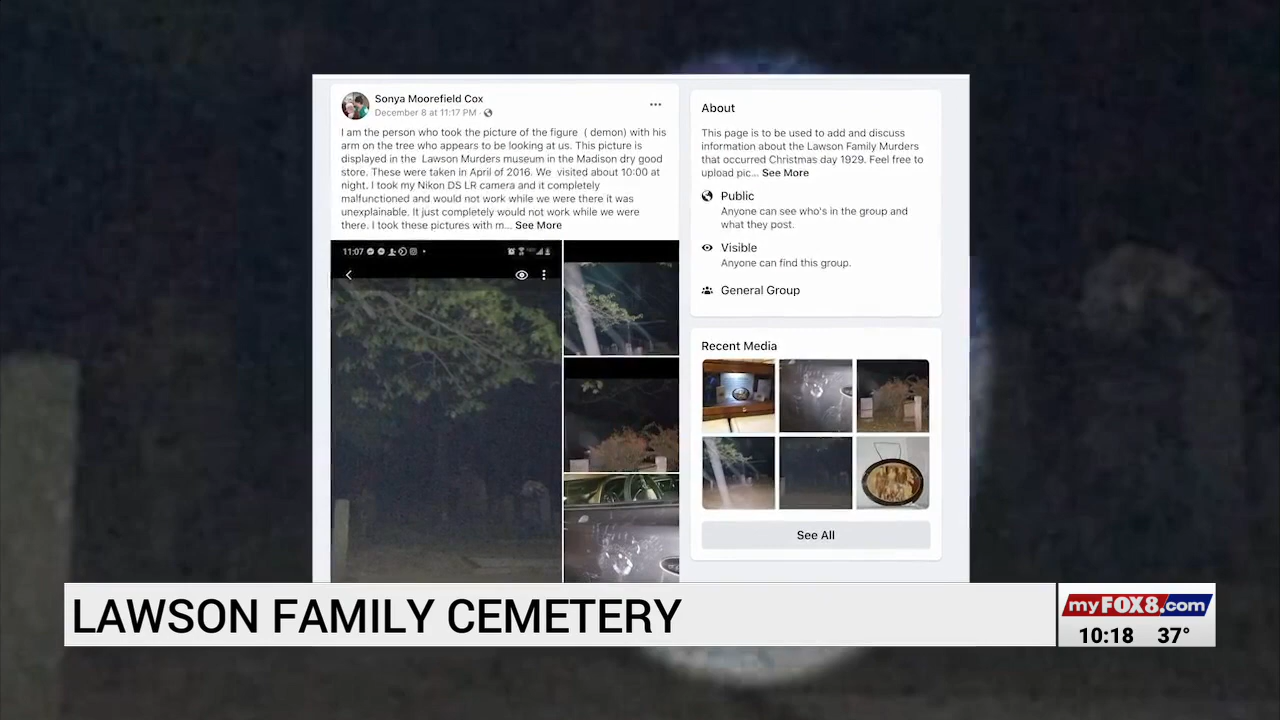 Sonya Moorefield Cox
December 8 at 11:17 PM ·
I am the person who took the picture of the figure ( demon) with his
arm on the tree who appears to be looking at us. This picture is
displayed in the Lawson Murders museum in the Madison dry good
store. These were taken in April of 2016. We visited about 10:00 at
night. I took my Nikon DS LR camera and it completely
malfunctioned and would not work while we were there it was
unexplainable. It just completely would not work while we were
there. I took these pictures with m... See More
11:07
About
This page is to be used to add and discuss
information about the Lawson Family Murders
that occurred Christmas day 1929. Feel free to
upload pic... See More
Public
Anyone can see who's in the group and
what they post.
Visible
Anyone can find this group.
General Group
Recent Media
See All
LAWSON FAMILY CEMETERY
myFOX8.com
10:18 37°